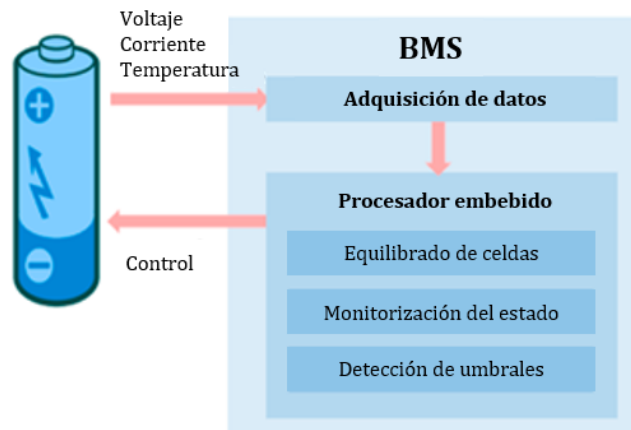 Voltaje
Corriente
Temperatura
BMS
Adquisición de datos
Procesador embebido
Equilibrado de celdas
Monitorización del estado
Detección de umbrales
Control